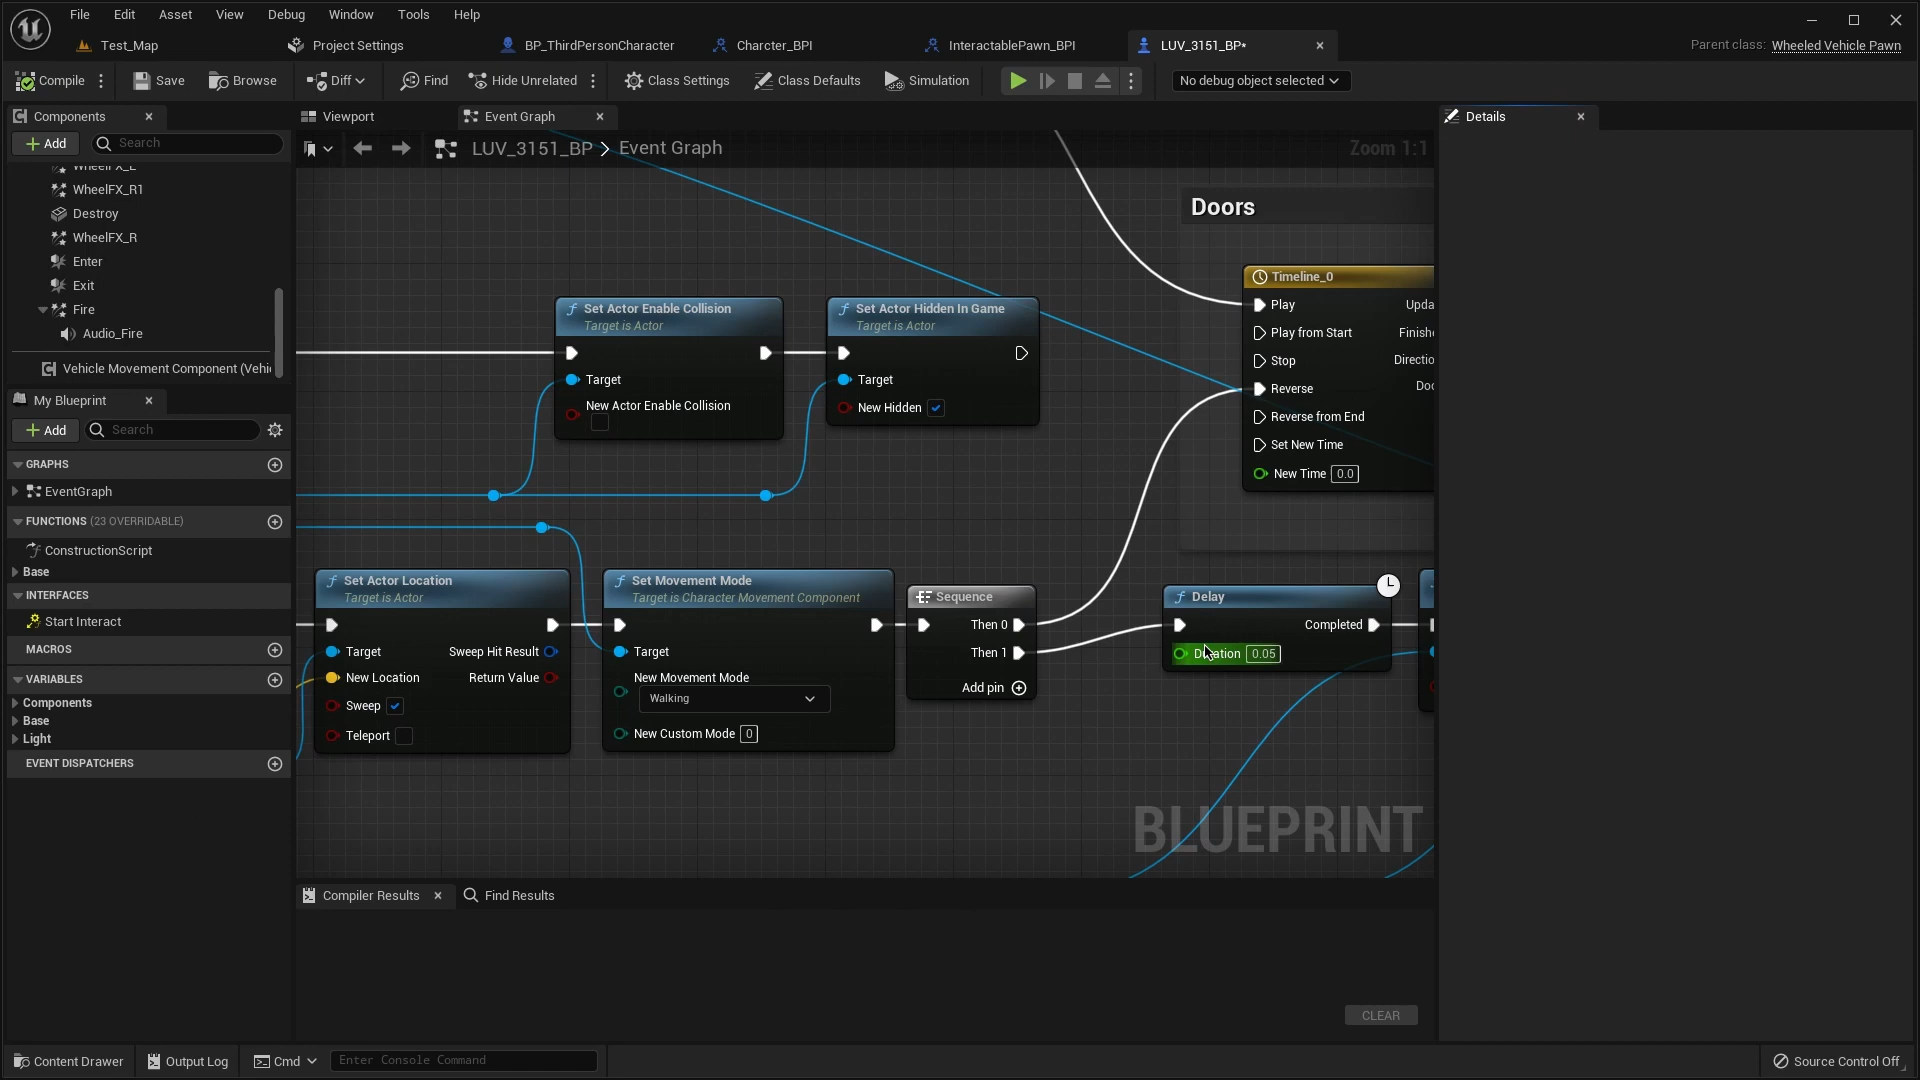 File Edit Asset View Debug Window Tools Help
Test_Map Project Settings BP_ThirdPersonCharacter Charcter_BPI InteractablePawn_BPI LUV_3151_BP* Parent class: Wheeled Vehicle Pawn
Compile Save Browse Diff Find Hide Unrelated Class Settings Class Defaults Simulation No debug object selected
Components
Add Search
WheelFX_L
WheelFX_R1
Destroy
WheelFX_R
Enter
Exit
Fire
Audio_Fire
Vehicle Movement Component (Vehi
My Blueprint
Add Search
GRAPHS
EventGraph
FUNCTIONS (23 OVERRIDABLE)
ConstructionScript
Base
INTERFACES
Start Interact
MACROS
VARIABLES
Components
Base
Light
EVENT DISPATCHERS
Viewport Event Graph
LUV_3151_BP > Event Graph Zoom 1:1
Doors
Set Actor Enable Collision
Target is Actor
Target
New Actor Enable Collision
Set Actor Hidden In Game
Target is Actor
Target
New Hidden
Timeline_0
Play Upda
Play from Start Finishe
Stop Directio
Reverse Doo
Reverse from End
Set New Time
New Time 0.0
Set Actor Location
Target is Actor
Target Sweep Hit Result
New Location Return Value
Sweep
Teleport
Set Movement Mode
Target is Character Movement Component
Target
New Movement Mode
Walking
New Custom Mode 0
Sequence
Then 0
Then 1
Add pin
Delay
Completed
Duration 0.05
BLUEPRINT
Compiler Results Find Results
CLEAR
Details
Content Drawer Output Log Cmd Enter Console Command Source Control Off